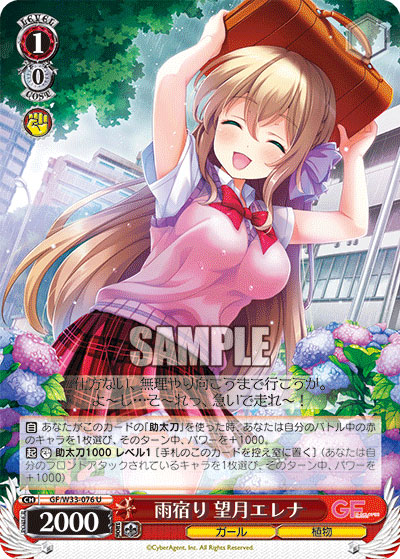 LEVEL
1
0
COST
SAMPLE
仕方ない、無理やり向こうまで行こうか。
よ～し…そ～れっ、急いで走れ～!
自 あなたがこのカードの「助太刀」を使った時、あなたは自分のバトル中の赤
のキャラを1枚選び、そのターン中、パワーを+1000。
起 助太刀1000 レベル1 [手札のこのカードを控え室に置く] (あなたは自
分のフロントアタックされているキャラを1枚選び、そのターン中、パワーを
+1000)
CH
GF/W33-076 U
2000
雨宿り 望月エレナ
GF
ガール
植物
©CyberAgent, Inc. All Rights Reserved.